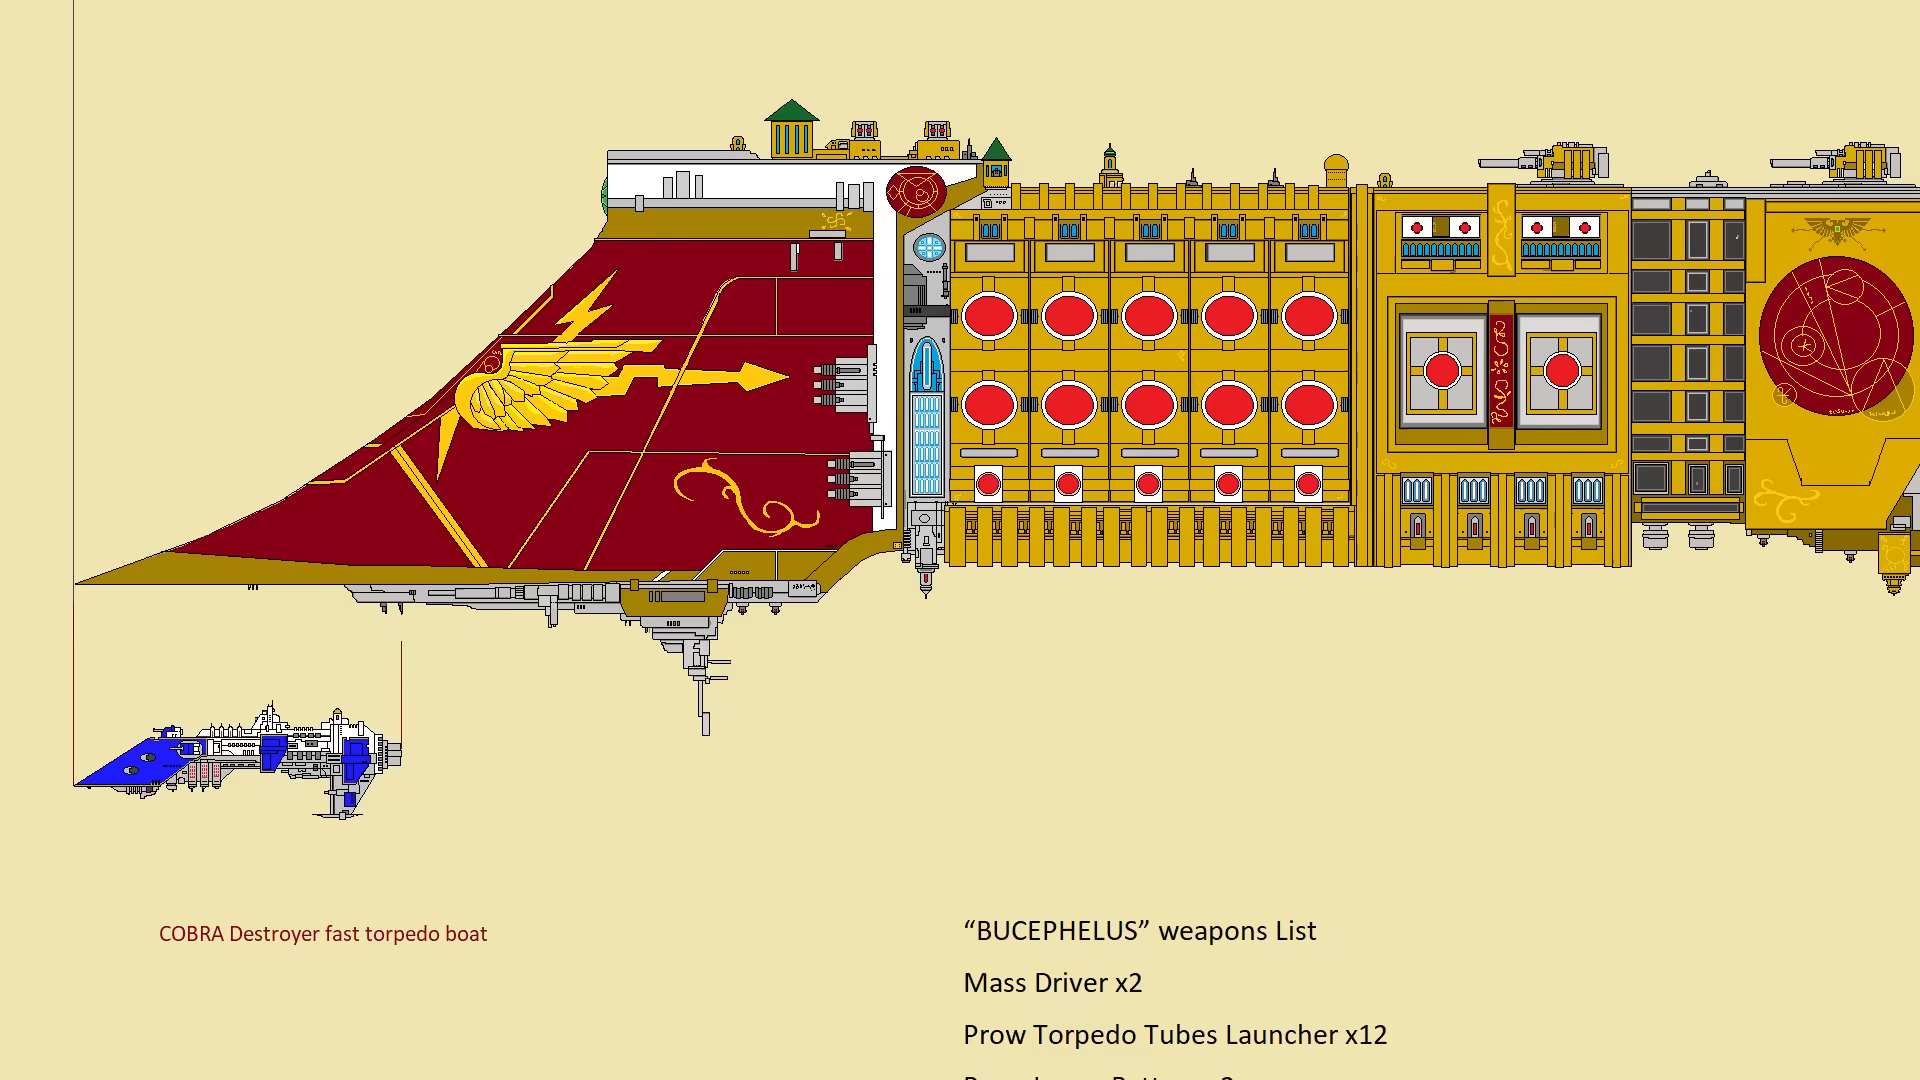 COBRA Destroyer fast torpedo boat
“BUCEPHELUS” weapons List
Mass Driver x2
Prow Torpedo Tubes Launcher x12